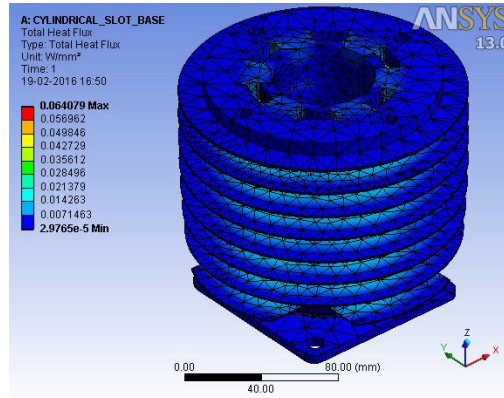 A: CYLINDRICAL_SLOT_BASE
Total Heat Flux
Type: Total Heat Flux
Unit: W/mm²
Time: 1
19-02-2016 16:50
0.064079 Max
0.056962
0.049846
0.042729
0.035612
0.028496
0.021379
0.014263
0.0071463
2.9765e-5 Min
ANSYS
13.0
0.00
80.00 (mm)
40.00
Z
Y
X